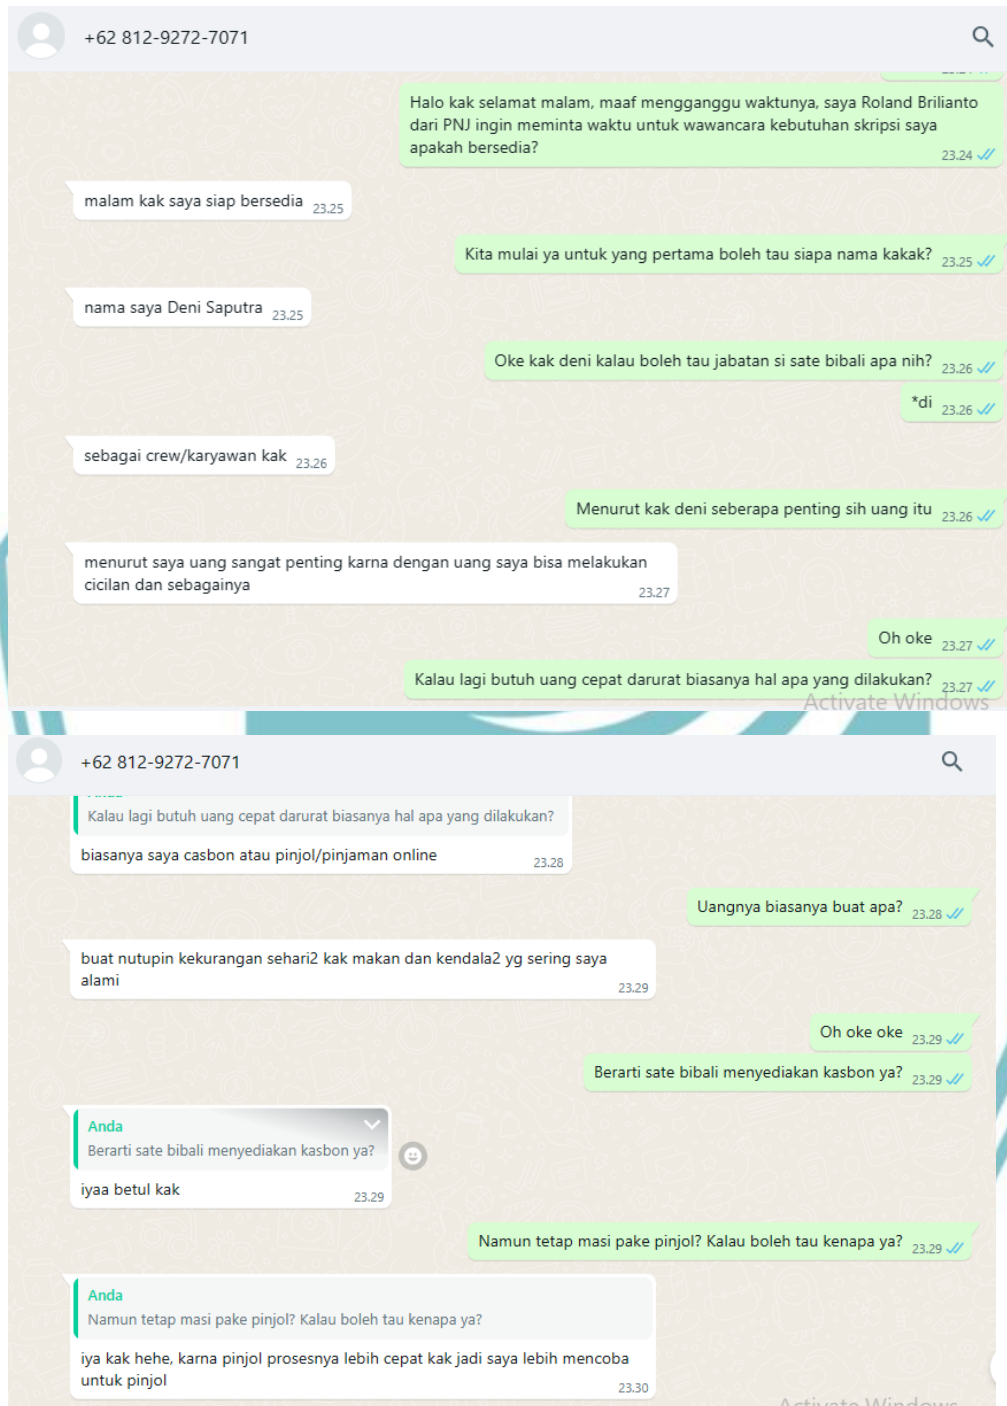 +62 812-9272-7071
Halo kak selamat malam, maaf mengganggu waktunya, saya Roland Brilianto
dari PNJ ingin meminta waktu untuk wawancara kebutuhan skripsi saya
apakah bersedia?
23.24
malam kak saya siap bersedia 23.25
Kita mulai ya untuk yang pertama boleh tau siapa nama kakak? 23.25
nama saya Deni Saputra 23.25
Oke kak deni kalau boleh tau jabatan si sate bibali apa nih? 23.26
*di 23.26
sebagai crew/karyawan kak 23.26
Menurut kak deni seberapa penting sih uang itu 23.26
menurut saya uang sangat penting karna dengan uang saya bisa melakukan
cicilan dan sebagainya
23.27
Oh oke 23.27
Kalau lagi butuh uang cepat darurat biasanya hal apa yang dilakukan? 23.27
Activate Windows
+62 812-9272-7071
Kalau lagi butuh uang cepat darurat biasanya hal apa yang dilakukan?
biasanya saya casbon atau pinjol/pinjaman online
23.28
Uangnya biasanya buat apa? 23.28
buat nutupin kekurangan sehari2 kak makan dan kendala2 yg sering saya
alami
23.29
Oh oke oke 23.29
Berarti sate bibali menyediakan kasbon ya? 23.29
Anda
Berarti sate bibali menyediakan kasbon ya?
iyaa betul kak
23.29
Namun tetap masi pake pinjol? Kalau boleh tau kenapa ya? 23.29
Anda
Namun tetap masi pake pinjol? Kalau boleh tau kenapa ya?
iya kak hehe, karna pinjol prosesnya lebih cepat kak jadi saya lebih mencoba
untuk pinjol
23.30
Activate Windows